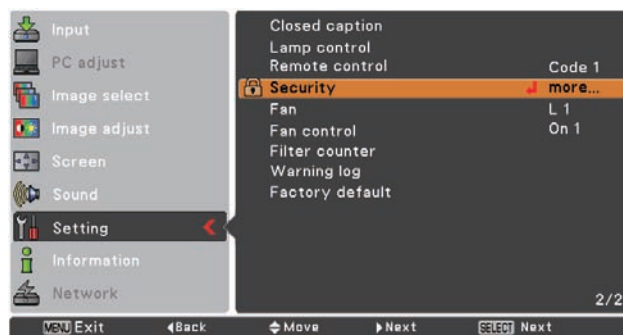 Input
PC adjust
Image select
Image adjust
Screen
Sound
Setting
Information
Network
Closed caption
Lamp control
Remote control Code 1
Security more...
Fan L 1
Fan control On 1
Filter counter
Warning log
Factory default
2/2
MENU Exit Back Move Next SELECT Next